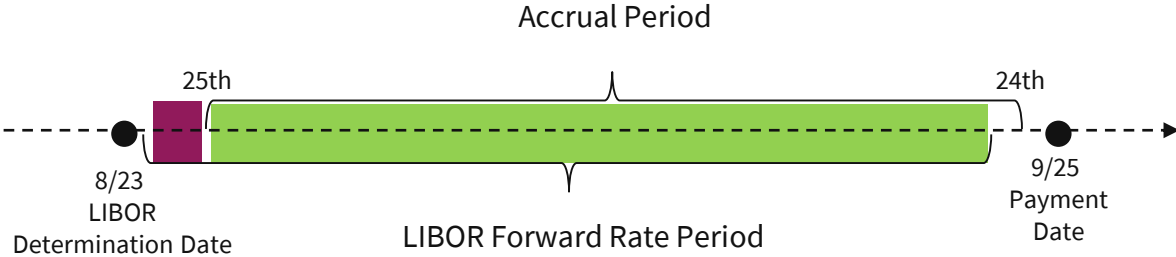 Accrual Period
25th
24th
8/23
LIBOR
Determination Date
LIBOR Forward Rate Period
9/25
Payment
Date